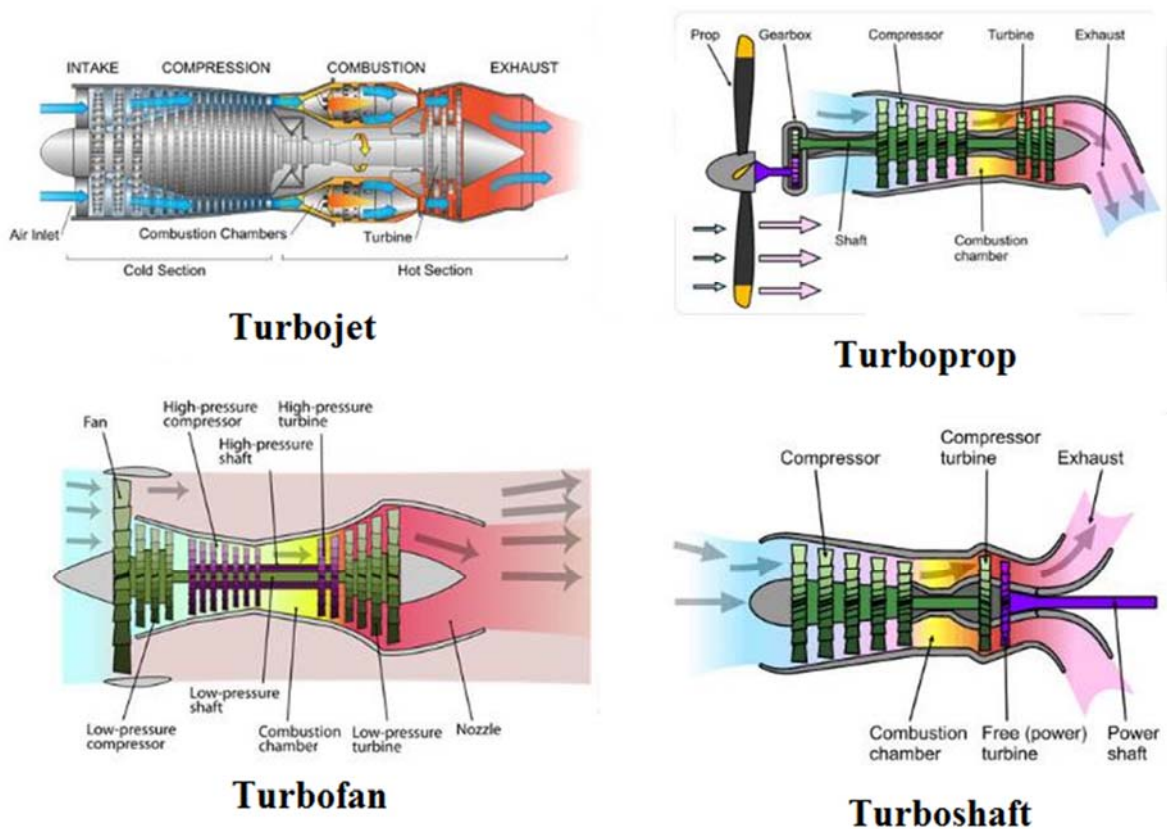 INTAKE COMPRESSION COMBUSTION EXHAUST
Air Inlet
Combustion Chambers
Turbine
Cold Section
Hot Section
Turbojet
Prop
Gearbox
Compressor
Turbine
Exhaust
Shaft
Combustion
chamber
Turboprop
Fan
High-pressure
compressor
High-pressure
shaft
High-pressure
turbine
Low-pressure
compressor
Low-pressure
shaft
Combustion
chamber
Low-pressure
turbine
Nozzle
Turbofan
Compressor
Compressor
turbine
Exhaust
Combustion
chamber
Free (power)
turbine
Power
shaft
Turboshaft